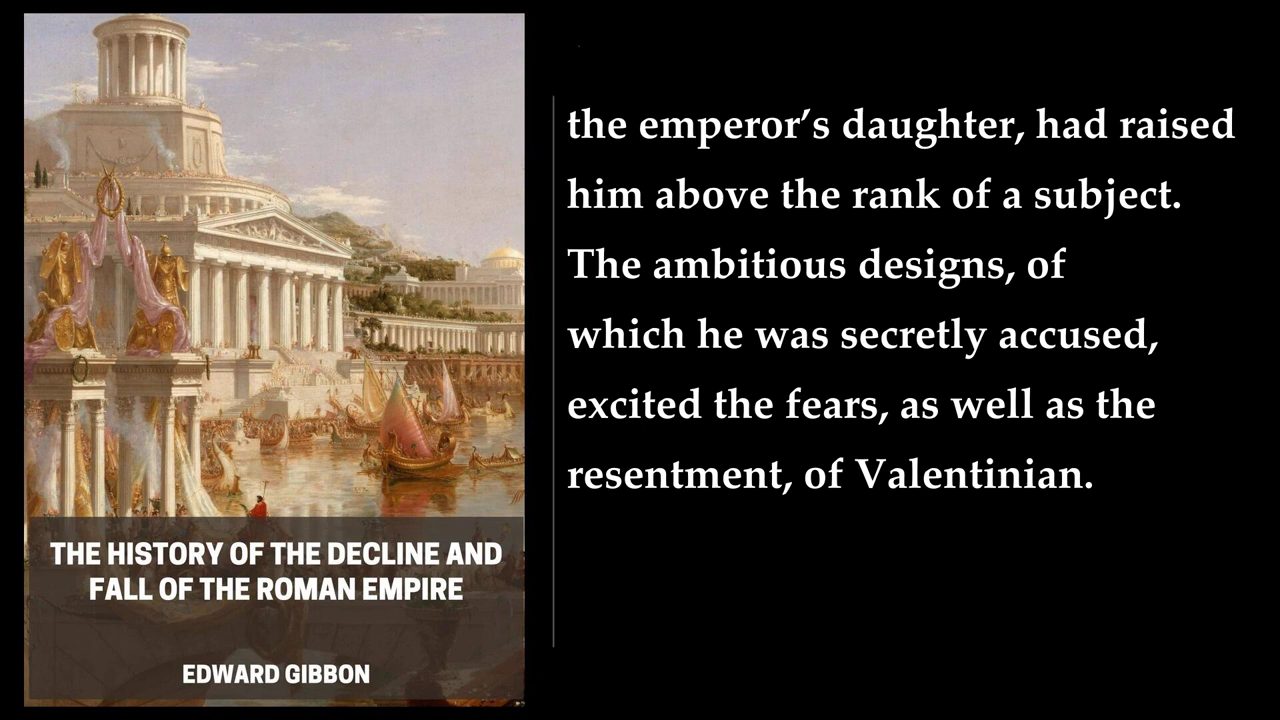 THE HISTORY OF THE DECLINE AND
FALL OF THE ROMAN EMPIRE
EDWARD GIBBON
the emperor’s daughter, had raised
him above the rank of a subject.
The ambitious designs, of
which he was secretly accused,
excited the fears, as well as the
resentment, of Valentinian.